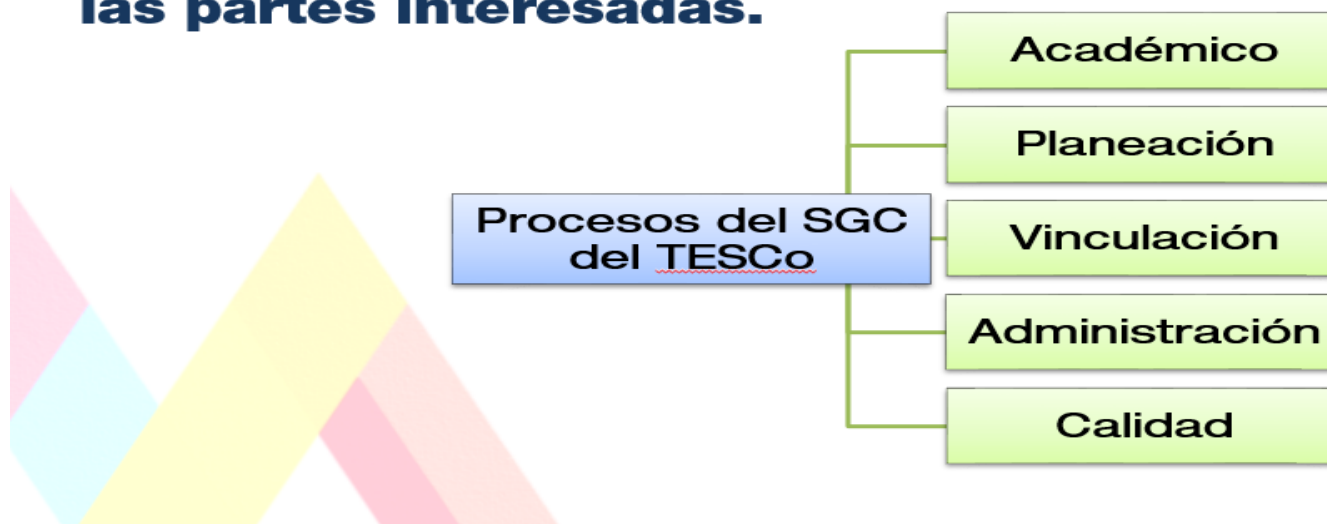 las partes interesadas.
Procesos del SGC
del TESCo
Académico
Planeación
Vinculación
Administración
Calidad